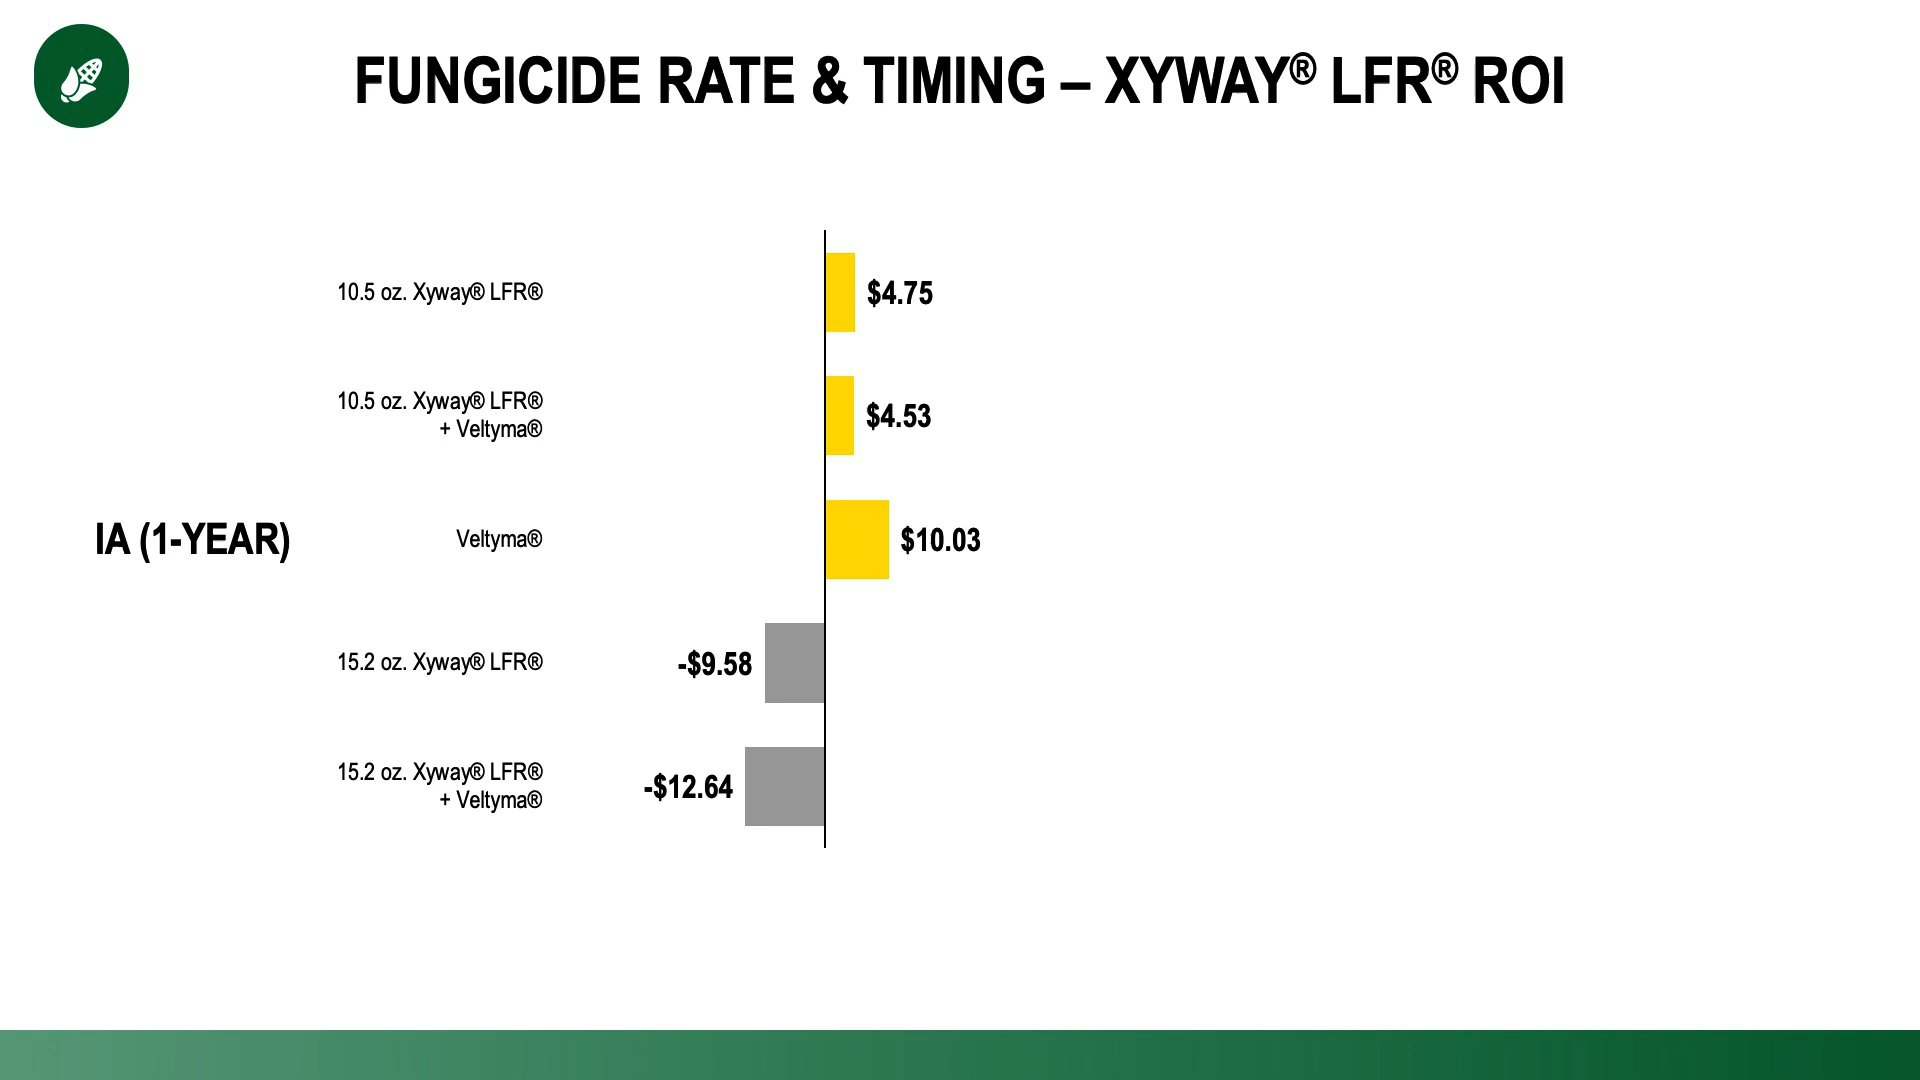 FUNGICIDE RATE & TIMING – XYWAY® LFR® ROI
10.5 oz. Xyway® LFR®
$4.75
10.5 oz. Xyway® LFR®
+ Veltyma®
$4.53
IA (1-YEAR)
Veltyma®
$10.03
15.2 oz. Xyway® LFR®
-$9.58
15.2 oz. Xyway® LFR®
+ Veltyma®
-$12.64